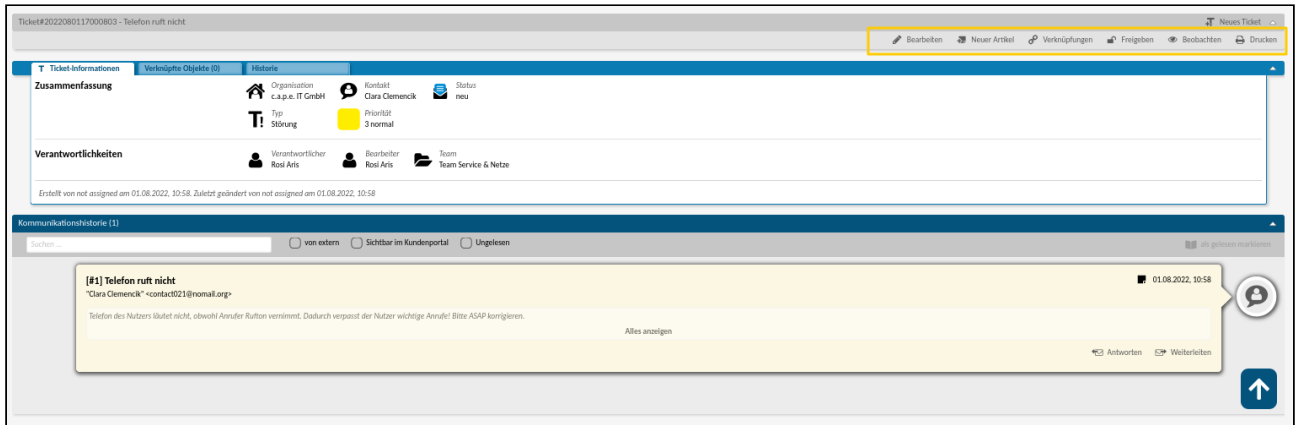 Ticket#2022080117000803 - Telefon ruft nicht
Neues Ticket
Bearbeiten Neuer Artikel Verknüpfungen Freigeben Beobachten Drucken
T Ticket-Informationen Verknüpfte Objekte (0) Historie
Zusammenfassung
Organisation Kontakt Status
c.a.p.e. IT GmbH Clara Clemencik neu
Typ Priorität
Störung 3 normal
Verantwortlichkeiten
Verantwortlicher Bearbeiter Team
Rosi Aris Rosi Aris Team Service & Netze
Erstellt von not assigned am 01.08.2022, 10:58. Zuletzt geändert von not assigned am 01.08.2022, 10:58
Kommunikationshistorie (1)
Suchen ... von extern Sichtbar im Kundenportal Ungelesen als gelesen markieren
[#1] Telefon ruft nicht 01.08.2022, 10:58
"Clara Clemencik" <contact021@nomail.org>
Telefon des Nutzers läutet nicht, obwohl Anrufer Rufton vernimmt. Dadurch verpasst der Nutzer wichtige Anrufe! Bitte ASAP korrigieren.
Alles anzeigen
Antworten Weiterleiten